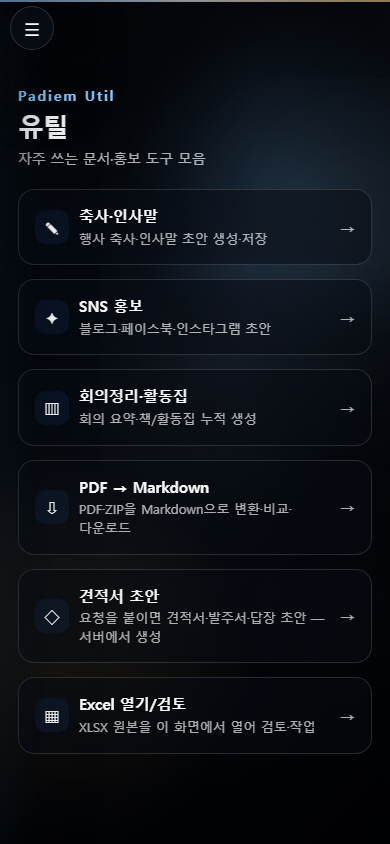 Padiem Util
유틸
자주 쓰는 문서·홍보 도구 모음
축사·인사말
행사 축사·인사말 초안 생성·저장
→
SNS 홍보
블로그·페이스북·인스타그램 초안
→
회의정리·활동집
회의 요약·책/활동집 누적 생성
→
PDF → Markdown
PDF·ZIP을 Markdown으로 변환·비교·
다운로드
→
견적서 초안
요청을 붙이면 견적서·발주서·답장 초안 —
서버에서 생성
→
Excel 열기/검토
XLSX 원본을 이 화면에서 열어 검토·작업
→